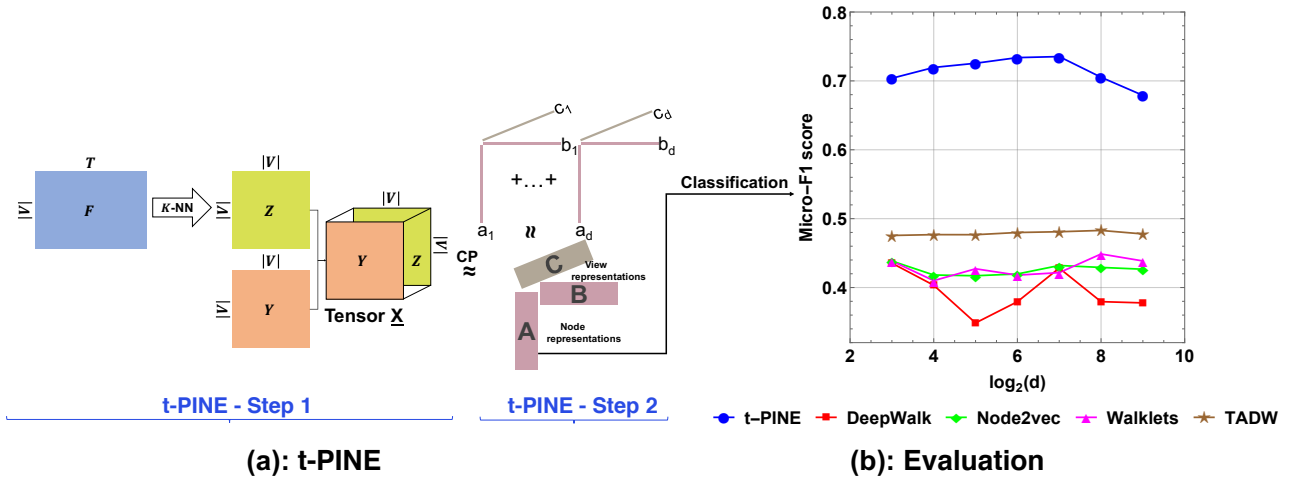 T
|V|
F
K-NN
|V|
|V|
Z
|V|
|V|
Y
|V|
Y
Z
|V|
Tensor X
CP
≈
c1
b1
a1
+...+
cd
bd
ad
≈
C
View
representations
B
A
Node
representations
Classification
t-PINE - Step 1
t-PINE - Step 2
(a): t-PINE
Micro–F1 score
0.8
0.7
0.6
0.5
0.4
2
4
6
8
10
log2(d)
t–PINE
DeepWalk
Node2vec
Walklets
TADW
(b): Evaluation